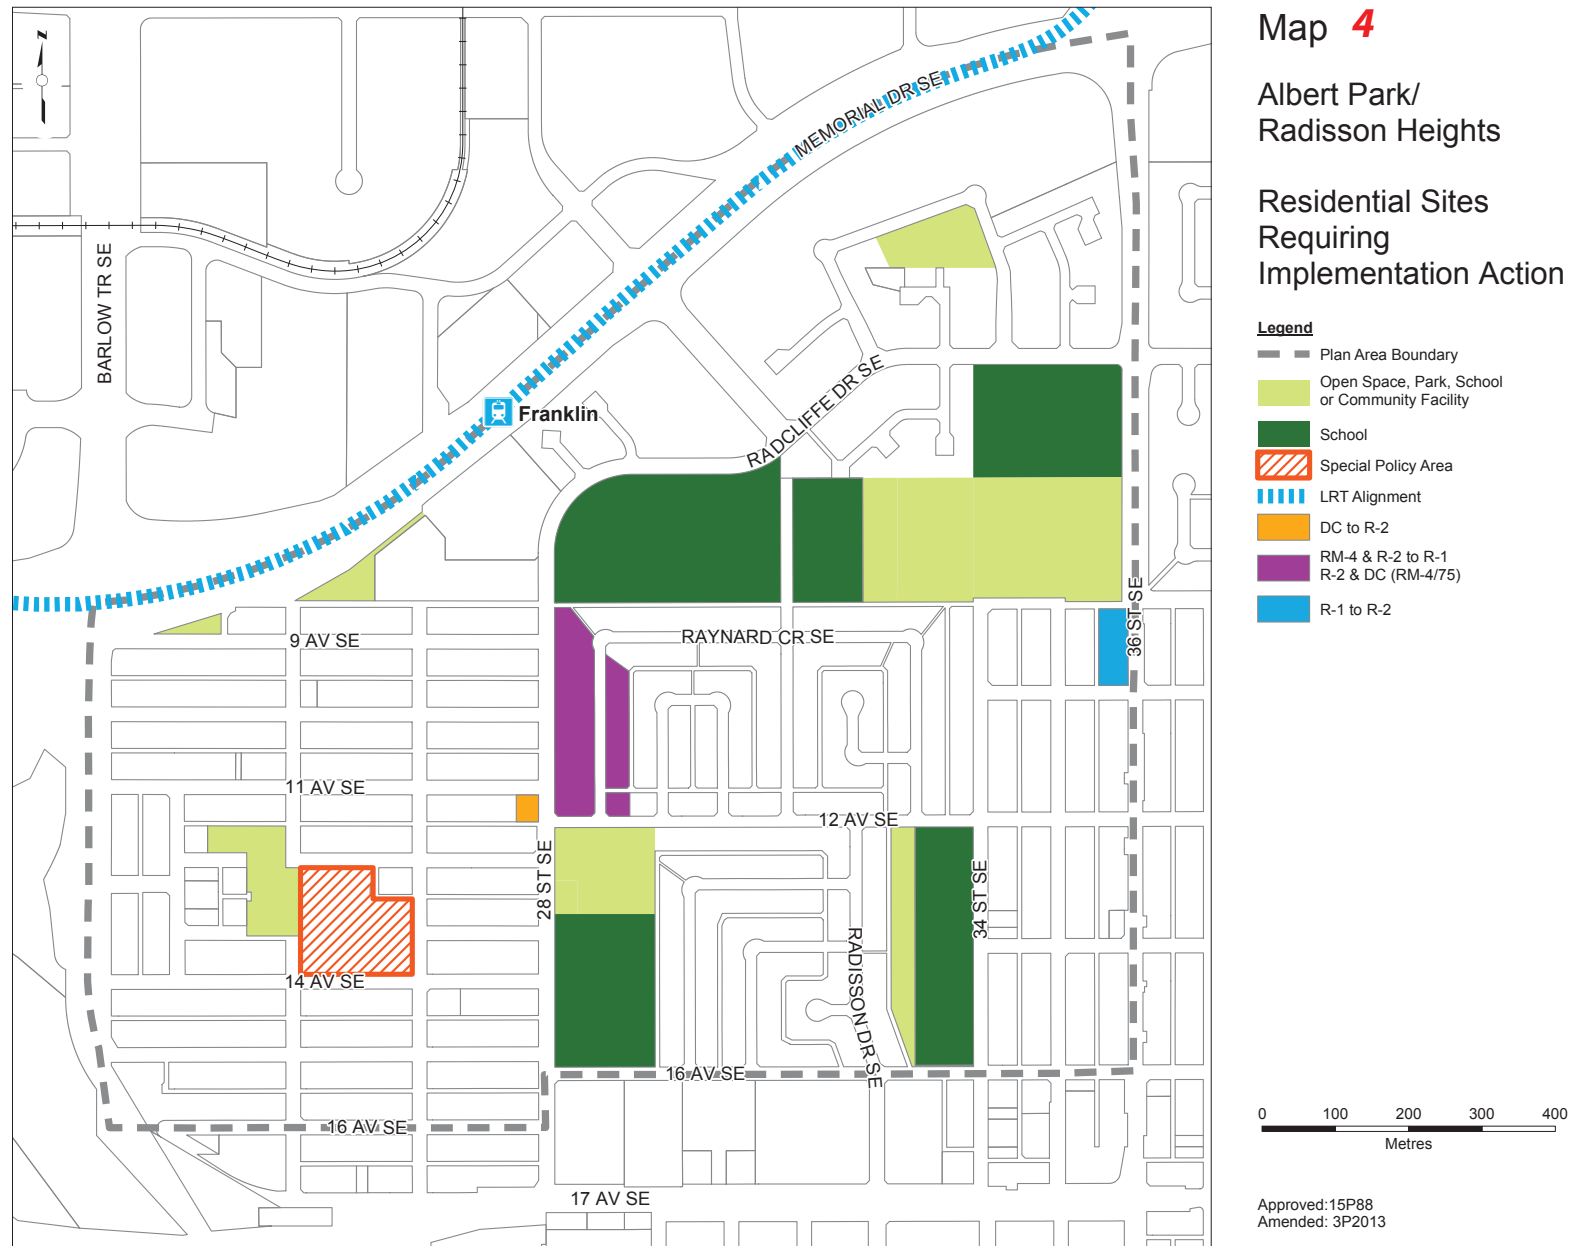 Map 4
Albert Park/
Radisson Heights
Residential Sites
Requiring
Implementation Action
Legend
Plan Area Boundary
Open Space, Park, School
or Community Facility
School
Special Policy Area
LRT Alignment
DC to R-2
RM-4 & R-2 to R-1
R-2 & DC (RM-4/75)
R-1 to R-2
0 100 200 300 400
Metres
Approved:15P88
Amended: 3P2013
z
MEMORIAL DR SE
BARLOW TR SE
Franklin
RADCLIFFE DR SE
36 ST SE
9 AV SE
RAYNARD CR SE
11 AV SE
12 AV SE
28 ST SE
34 ST SE
14 AV SE
RADISSON DR SE
16 AV SE
16 AV SE
17 AV SE